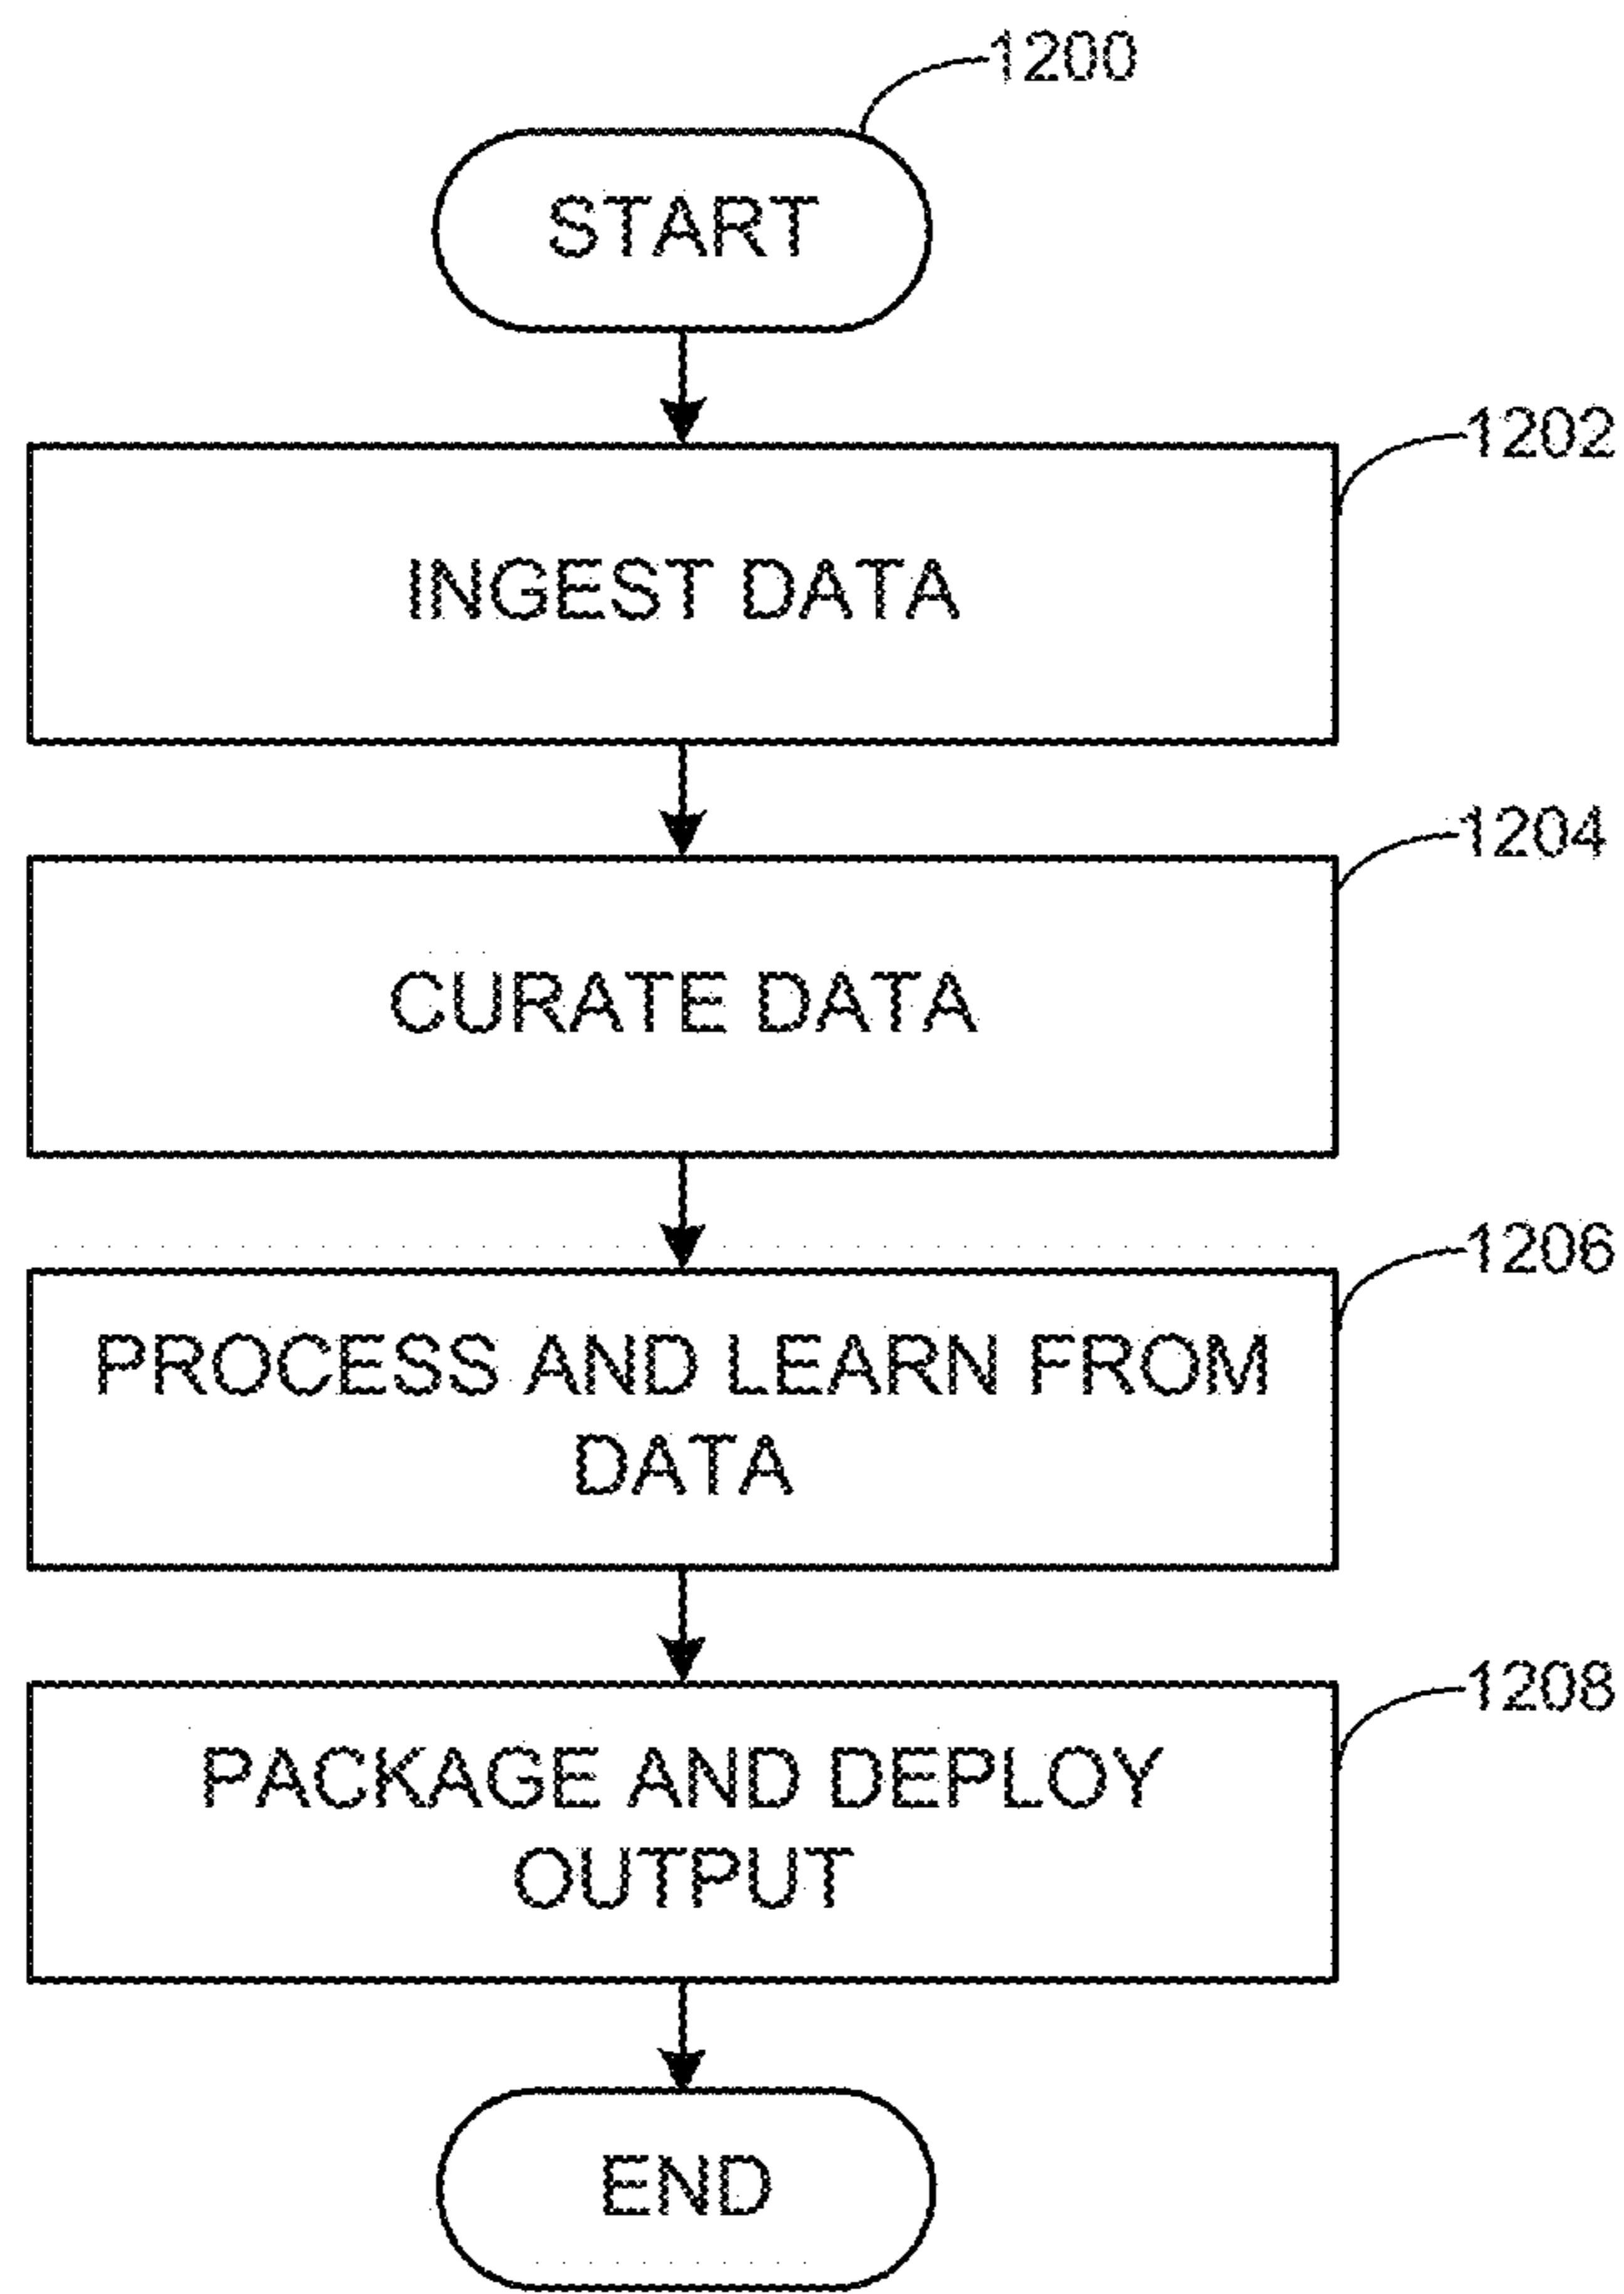 1200
START
1202
INGEST DATA
1204
CURATE DATA
1206
PROCESS AND LEARN FROM
DATA
1208
PACKAGE AND DEPLOY
OUTPUT
END